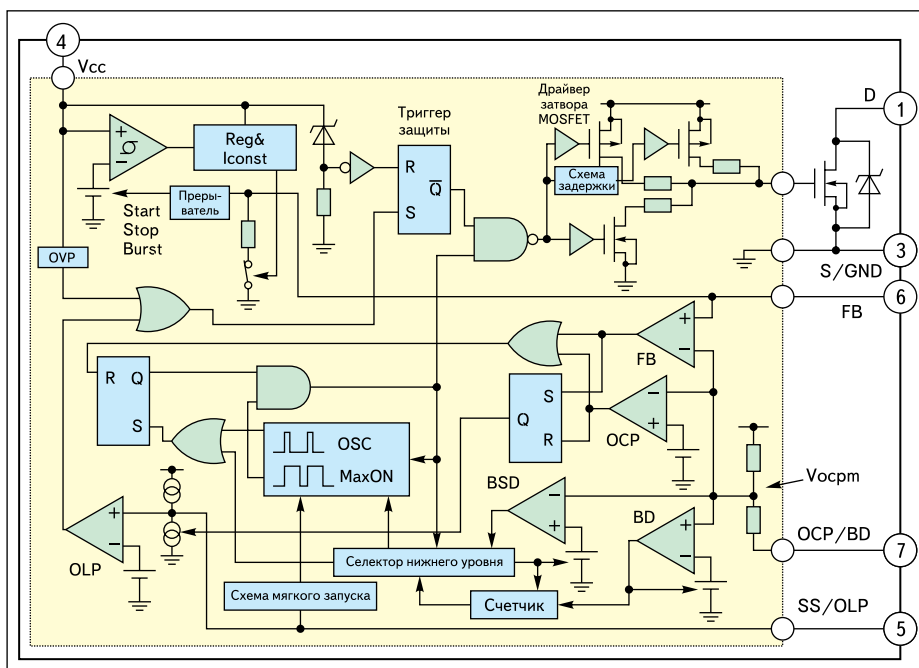 4
Vcc
Reg&
Iconst
Триггер
защиты
R
Q
S
Драйвер
затвора
MOSFET
Схема
задержки
D
1
Преры-
ватель
Start
Stop
Burst
OVP
3
S/GND
6
FB
FB
R
Q
S
OSC
MaxON
S
Q
R
OCP
BSD
BD
Vocpm
OCP/BD
7
OLP
Селектор нижнего уровня
Схема мягкого запуска
Счетчик
SS/OLP
5